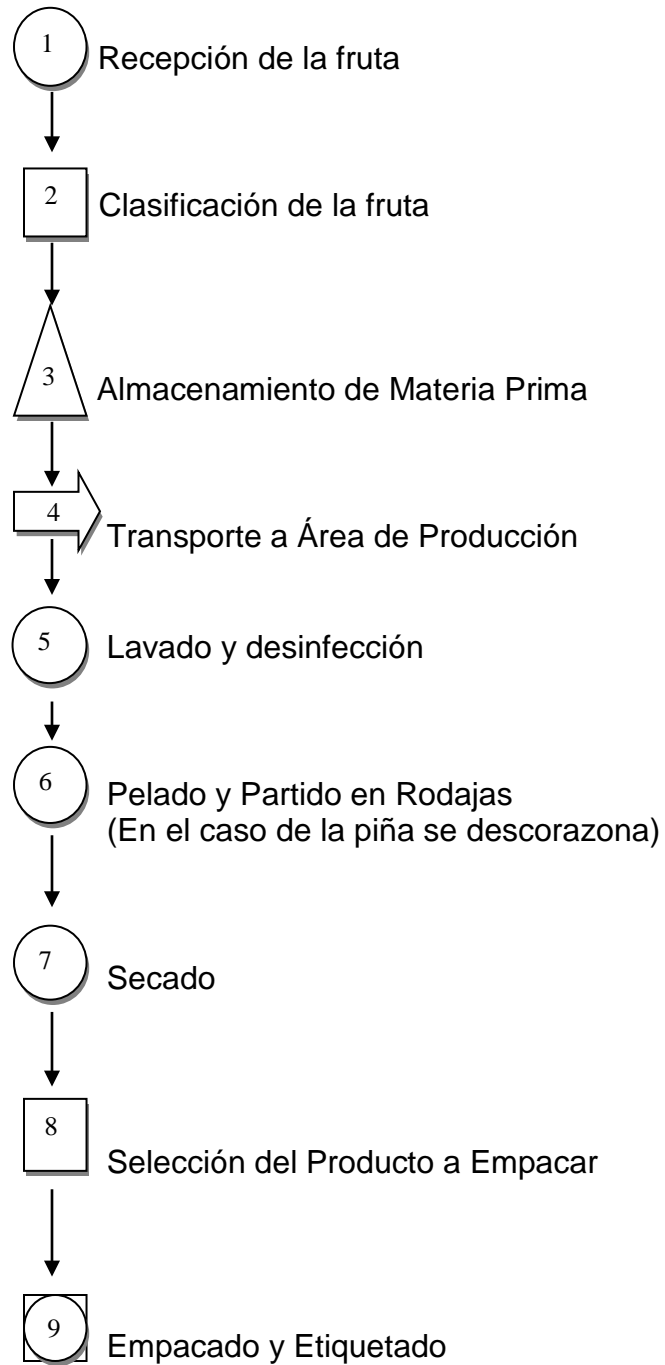 1
Recepción de la fruta
2
Clasificación de la fruta
3
Almacenamiento de Materia Prima
4
Transporte a Área de Producción
5
Lavado y desinfección
6
Pelado y Partido en Rodajas
(En el caso de la piña se descorazona)
7
Secado
8
Selección del Producto a Empacar
9
Empacado y Etiquetado